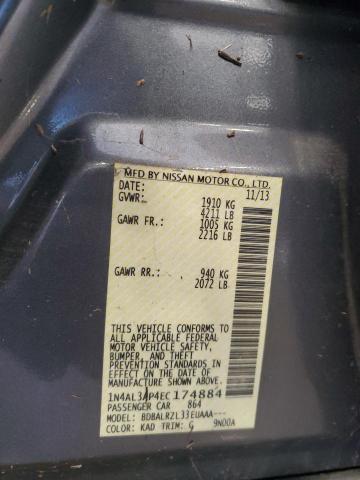 MFD BY NISSAN MOTOR CO., LTD.
DATE: 11/13
GVWR: 1910 KG
4211 LB
GAWR FR.: 1005 KG
2216 LB
GAWR RR.: 940 KG
2072 LB
THIS VEHICLE CONFORMS TO
ALL APPLICABLE FEDERAL
MOTOR VEHICLE SAFETY,
BUMPER, AND THEFT
PREVENTION STANDARDS IN
EFFECT ON THE DATE OF
MANUFACTURE SHOWN ABOVE.
1N4AL3AP4EC174884
PASSENGER CAR 864
MODEL: BDBALRZL33EUAAA---
COLOR: KAD TRIM: G 9N00A